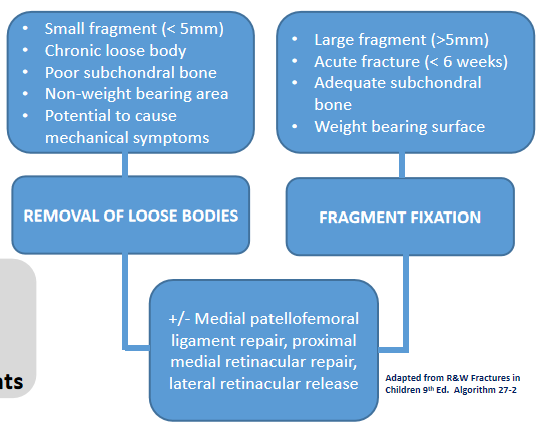 • Small fragment (< 5mm)
• Chronic loose body
• Poor subchondral bone
• Non-weight bearing area
• Potential to cause
mechanical symptoms
• Large fragment (>5mm)
• Acute fracture (< 6 weeks)
• Adequate subchondral
bone
• Weight bearing surface
REMOVAL OF LOOSE BODIES
FRAGMENT FIXATION
+/- Medial patellofemoral
ligament repair, proximal
medial retinacular repair,
lateral retinacular release
Adapted from R&W Fractures in
Children 9th Ed. Algorithm 27-2